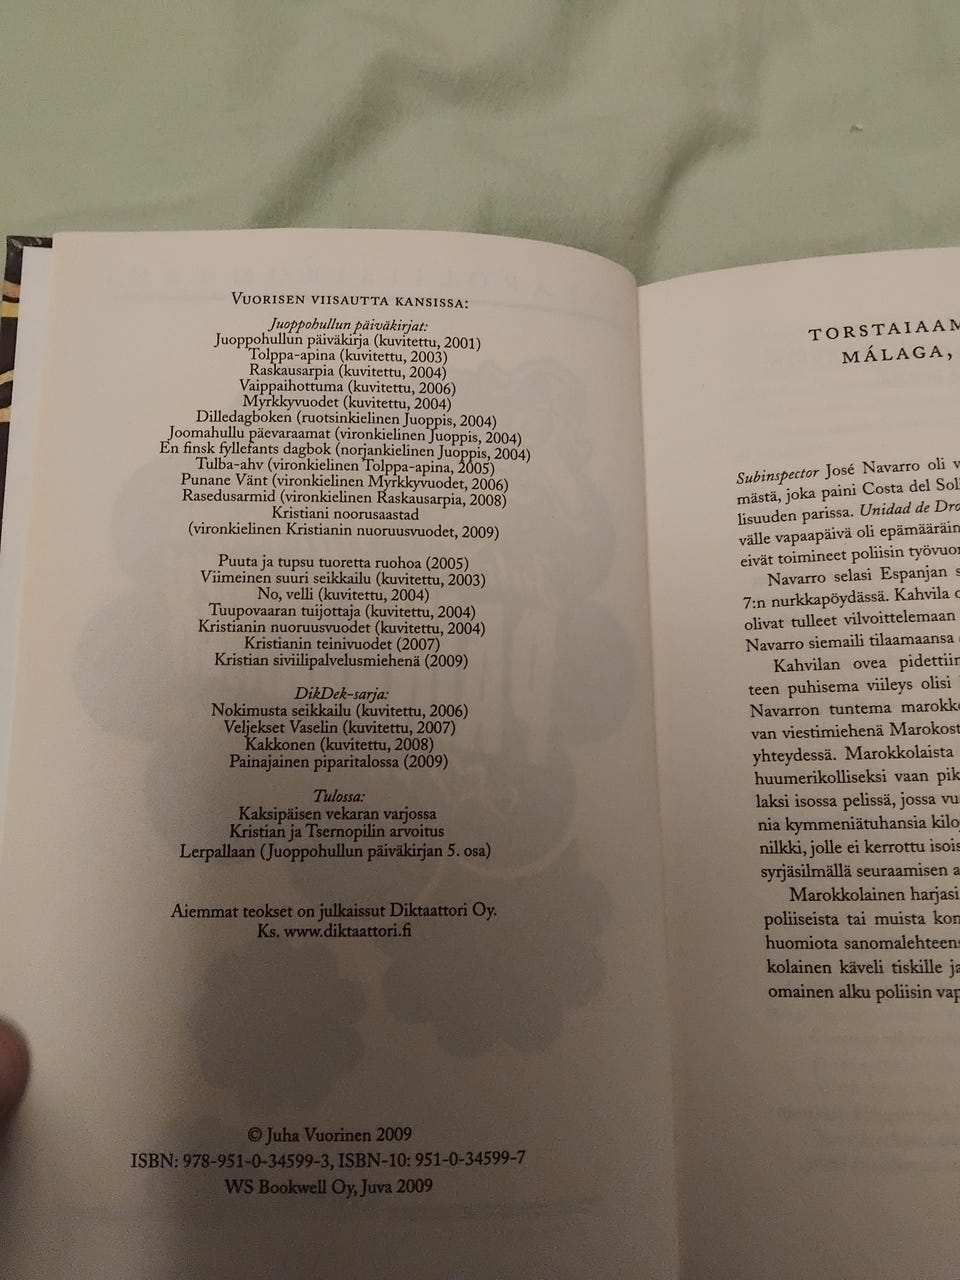 VUORISEN VIISAUTTA KANSISSA:
Juoppohullun päiväkirjat:
Juoppohullun päiväkirja (kuvitettu, 2001)
Tolppa-apina (kuvitettu, 2003)
Raskausarpia (kuvitettu, 2004)
Vaippaihottuma (kuvitettu, 2006)
Myrkkyvuodet (kuvitettu, 2004)
Dilledagboken (ruotsinkielinen Juoppis, 2004)
Joomahullu päevaraamat (vironkielinen Juoppis, 2004)
En finsk fyllefants dagbok (norjankielinen Juoppis, 2004)
Tulba-ahv (vironkielinen Tolppa-apina, 2005)
Punane Vänt (vironkielinen Myrkkyvuodet, 2006)
Rasedusarmid (vironkielinen Raskausarpia, 2008)
Kristiani noorusaastad
(vironkielinen Kristianin nuoruusvuodet, 2009)
Puuta ja tupsu tuoretta ruohoa (2005)
Viimeinen suuri seikkailu (kuvitettu, 2003)
No, velli (kuvitettu, 2004)
Tuupovaaran tuijottaja (kuvitettu, 2004)
Kristianin nuoruusvuodet (kuvitettu, 2004)
Kristianin teinivuodet (2007)
Kristian siviilipalvelusmiehenä (2009)
DikDek-sarja:
Nokimusta seikkailu (kuvitettu, 2006)
Veljekset Vaselin (kuvitettu, 2007)
Kakkonen (kuvitettu, 2008)
Painajainen piparitalossa (2009)
Tulossa:
Kaksipäisen vekaran varjossa
Kristian ja Tsernopilin arvoitus
Lerpallaan (Juoppohullun päiväkirjan 5. osa)
Aiemmat teokset on julkaissut Diktaattori Oy.
Ks. www.diktaattori.fi
© Juha Vuorinen 2009
ISBN: 978-951-0-34599-3, ISBN-10: 951-0-34599-7
WS Bookwell Oy, Juva 2009
TORSTAIAAM
MÁLAGA,
Subinspector José Navarro oli v
mästä, joka paini Costa del Sol
lisuuden parissa. Unidad de Dro
välle vapaapäivä oli epämääräin
eivät toimineet poliisin työvuor
Navarro selasi Espanjan s
7:n nurkkapöydässä. Kahvila o
olivat tulleet vilvoittelemaan
Navarro siemaili tilaamaansa
Kahvilan ovea pidettiin
teen puhisema viileys olisi
Navarron tuntema marokko
van viestimiehenä Marokost
yhteydessä. Marokkolaista
huumerikolliseksi vaan pik
laksi isossa pelissä, jossa vu
nia kymmeniätuhansia kilo
nilkki, jolle ei kerrottu isois
syrjäsilmällä seuraamisen a
Marokkolainen harjasi
poliiseista tai muista kon
huomiota sanomalehteens
kolainen käveli tiskille ja
omainen alku poliisin vap